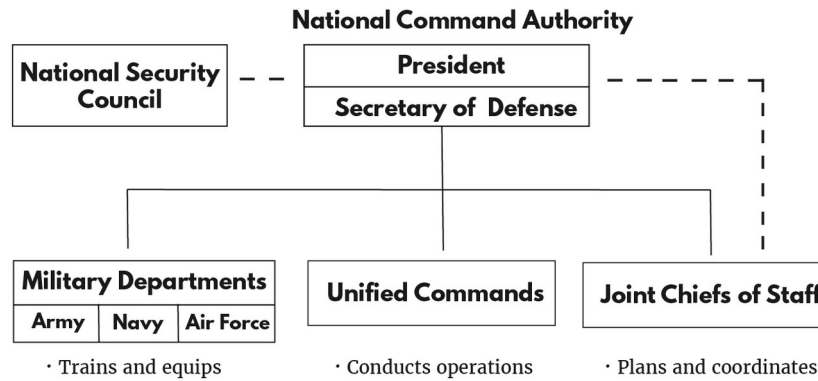 National Command Authority
National Security
Council
President
Secretary of Defense
Military Departments
Army Navy Air Force
· Trains and equips
Unified Commands
· Conducts operations
Joint Chiefs of Staff
· Plans and coordinates